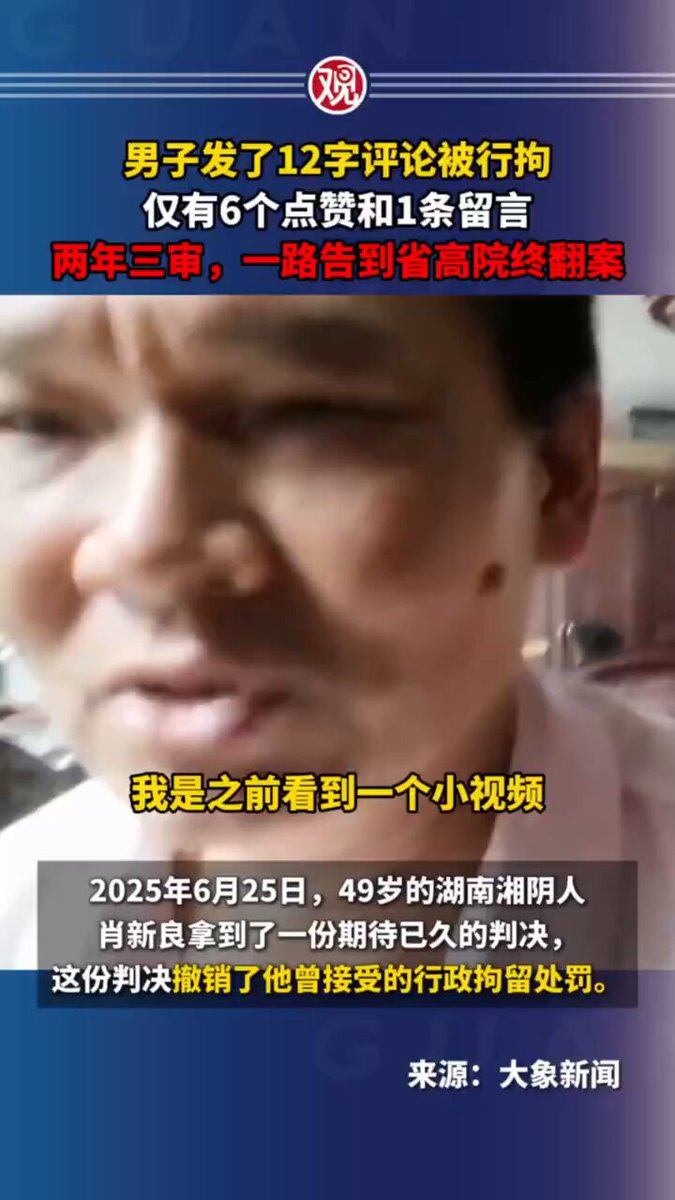 GUAN
观
男子发了12字评论被行拘
仅有6个点赞和1条留言
两年三审，一路告到省高院终翻案
我是之前看到一个小视频
2025年6月25日，49岁的湖南湘阴人
肖新良拿到了一份期待已久的判决，
这份判决撤销了他曾接受的行政拘留处罚。
GUAN
来源：大象新闻